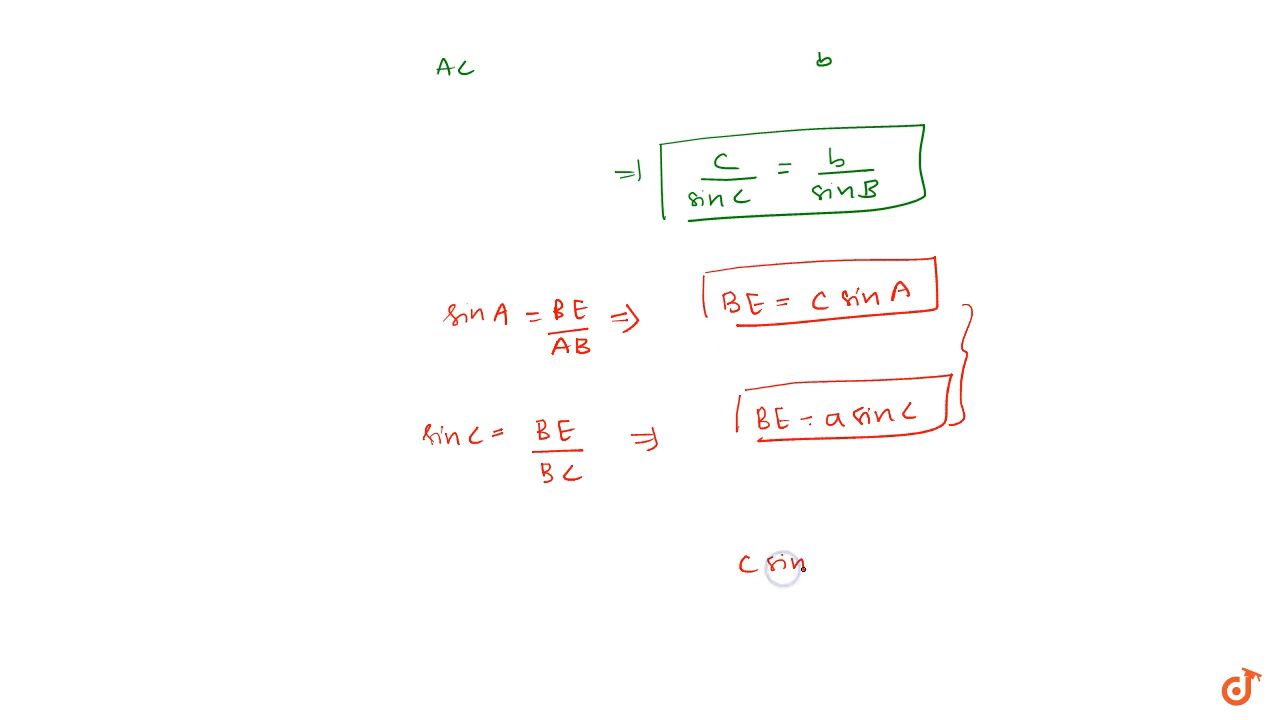 AC b
⇒ c/sin C = b/sin B
sin A = BE/AB ⇒ BE = c sin A
sin C = BE/BC ⇒ BE = a sin C
c sin